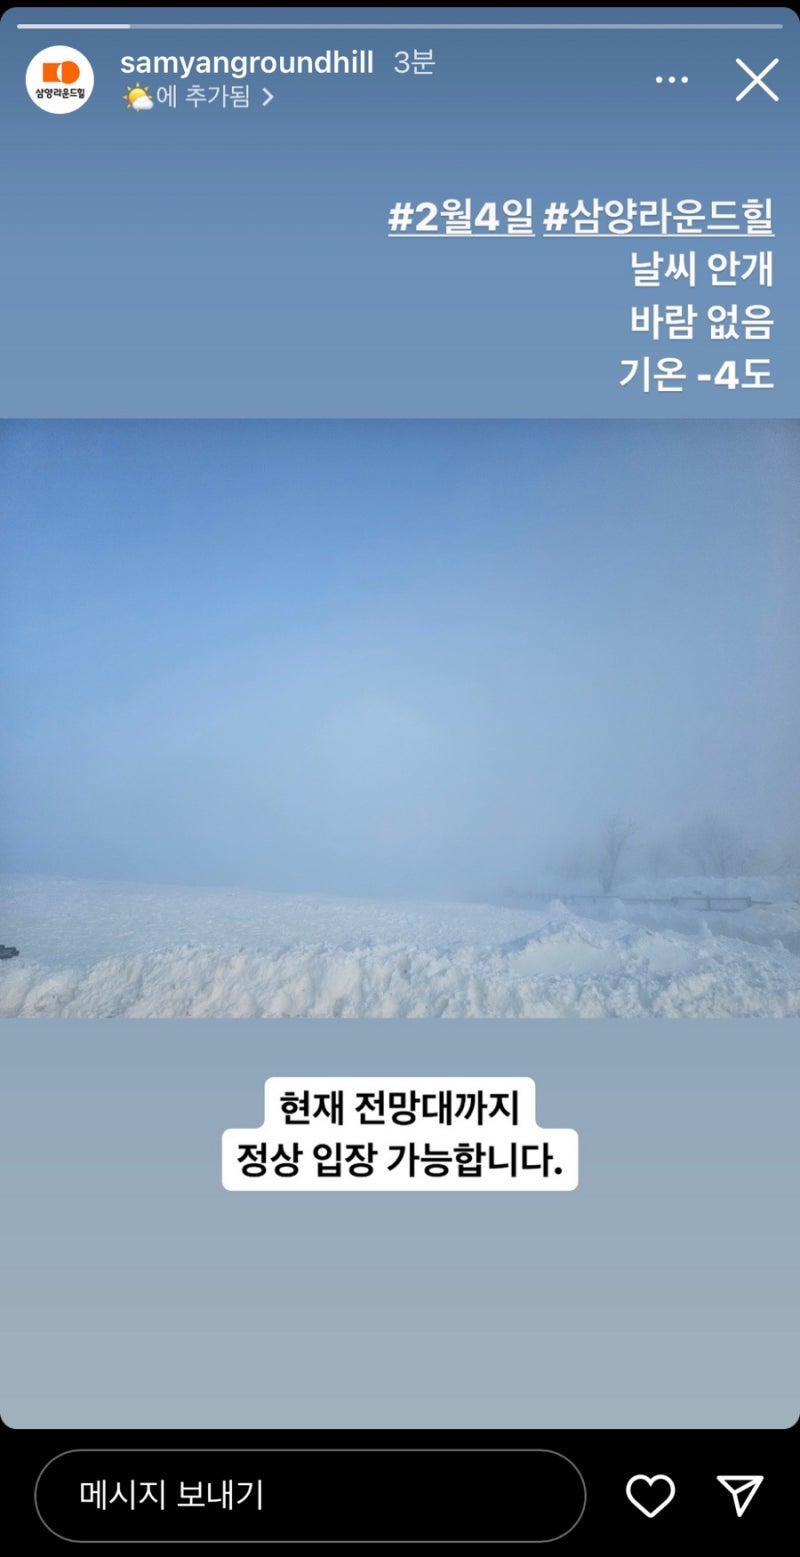 samyangroundhill 3분
삼양라운드힐
에 추가됨
#2월4일 #삼양라운드힐
날씨 안개
바람 없음
기온 -4도
현재 전망대까지
정상 입장 가능합니다.
메시지 보내기